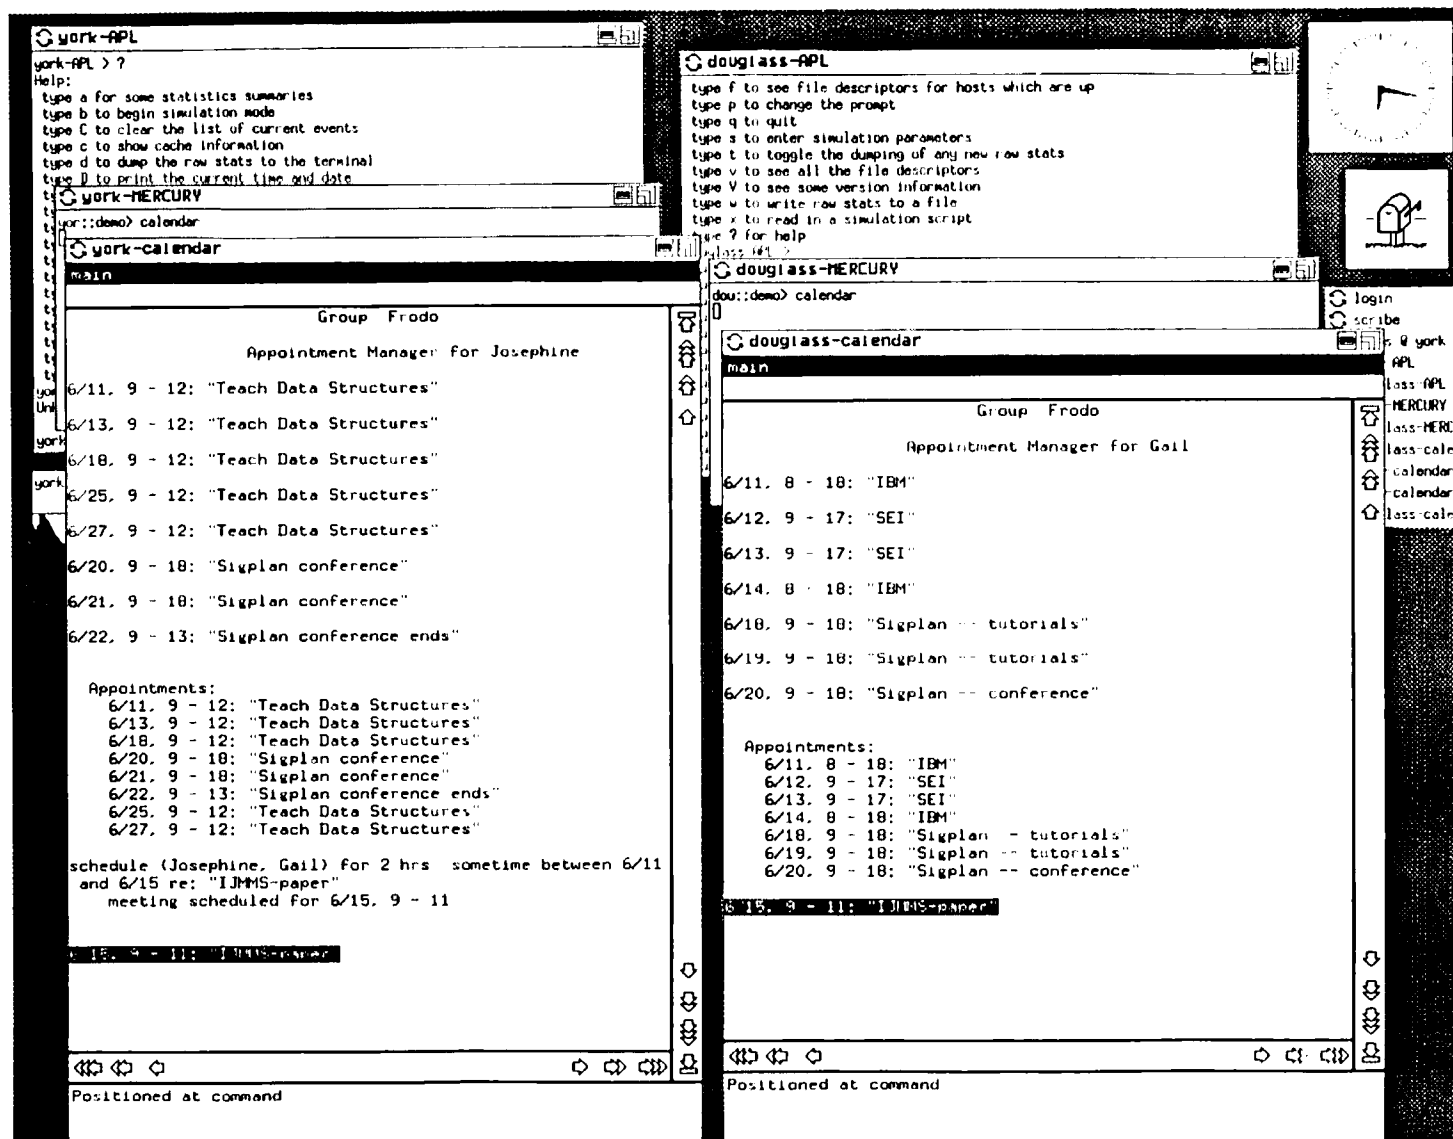 york-APL
york-APL > ?
Help:
type a for some statistics summaries
type b to begin simulation mode
type C to clear the list of current events
type c to show cache information
type d to dump the raw stats to the terminal
type D to print the current time and date
york-MERCURY
yor::demo> calendar
york-calendar
main
Group Frodo
Appointment Manager for Josephine
6/11, 9 - 12: "Teach Data Structures"
6/13, 9 - 12: "Teach Data Structures"
6/18, 9 - 12: "Teach Data Structures"
6/25, 9 - 12: "Teach Data Structures"
6/27, 9 - 12: "Teach Data Structures"
6/20, 9 - 18: "Sigplan conference"
6/21, 9 - 18: "Sigplan conference"
6/22, 9 - 13: "Sigplan conference ends"
Appointments:
6/11, 9 - 12: "Teach Data Structures"
6/13, 9 - 12: "Teach Data Structures"
6/18, 9 - 12: "Teach Data Structures"
6/20, 9 - 18: "Sigplan conference"
6/21, 9 - 18: "Sigplan conference"
6/22, 9 - 13: "Sigplan conference ends"
6/25, 9 - 12: "Teach Data Structures"
6/27, 9 - 12: "Teach Data Structures"
schedule (Josephine, Gail) for 2 hrs sometime between 6/11
and 6/15 re: "IJMMS-paper"
meeting scheduled for 6/15, 9 - 11
6/15, 9 - 11: "IJMMS-paper"
Positioned at command
york
york
douglass-APL
type f to see file descriptors for hosts which are up
type p to change the prompt
type q to quit
type s to enter simulation parameters
type t to toggle the dumping of any new raw stats
type v to see all the file descriptors
type V to see some version information
type w to write raw stats to a file
type x to read in a simulation script
type ? for help
douglass-MERCURY
dou::demo> calendar
douglass-calendar
main
Group Frodo
Appointment Manager for Gail
6/11, 8 - 18: "IBM"
6/12, 9 - 17: "SEI"
6/13, 9 - 17: "SEI"
6/14, 8 - 18: "IBM"
6/18, 9 - 18: "Sigplan -- tutorials"
6/19, 9 - 18: "Sigplan -- tutorials"
6/20, 9 - 18: "Sigplan -- conference"
Appointments:
6/11, 8 - 18: "IBM"
6/12, 9 - 17: "SEI"
6/13, 9 - 17: "SEI"
6/14, 8 - 18: "IBM"
6/18, 9 - 18: "Sigplan -- tutorials"
6/19, 9 - 18: "Sigplan -- tutorials"
6/20, 9 - 18: "Sigplan -- conference"
6/15, 9 - 11: "IJMMS-paper"
Positioned at command
login
scribe
s @ york
APL
lass-APL
-MERCURY
lass-MERC
lass-cale
calendar
-calendar
lass-cale